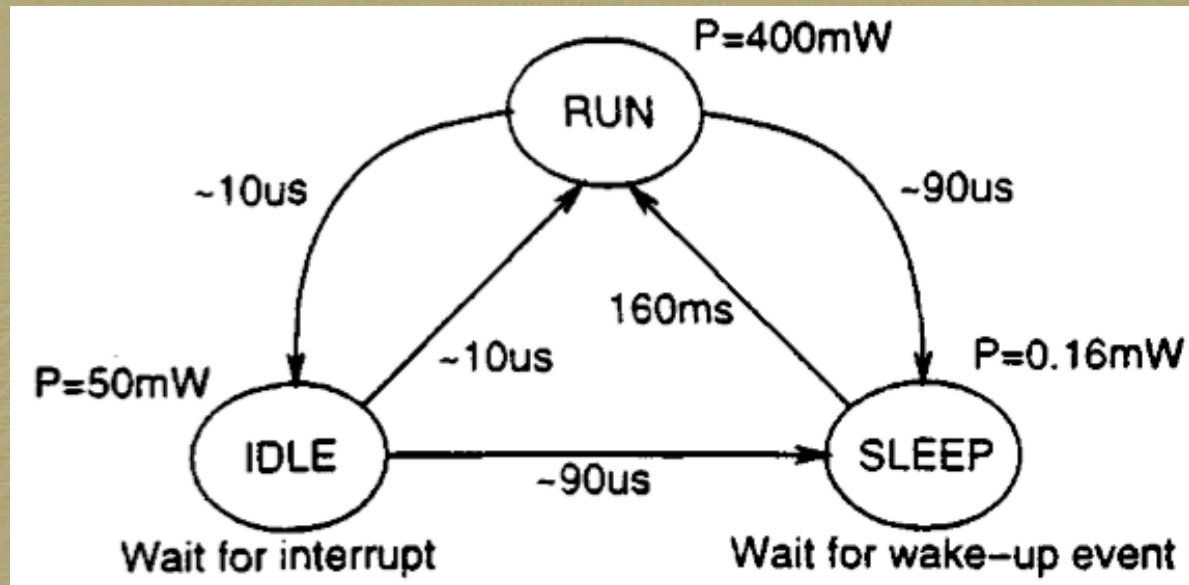 P=400mW
RUN
~10us
~90us
160ms
~10us
P=50mW
P=0.16mW
IDLE
SLEEP
~90us
Wait for interrupt
Wait for wake-up event